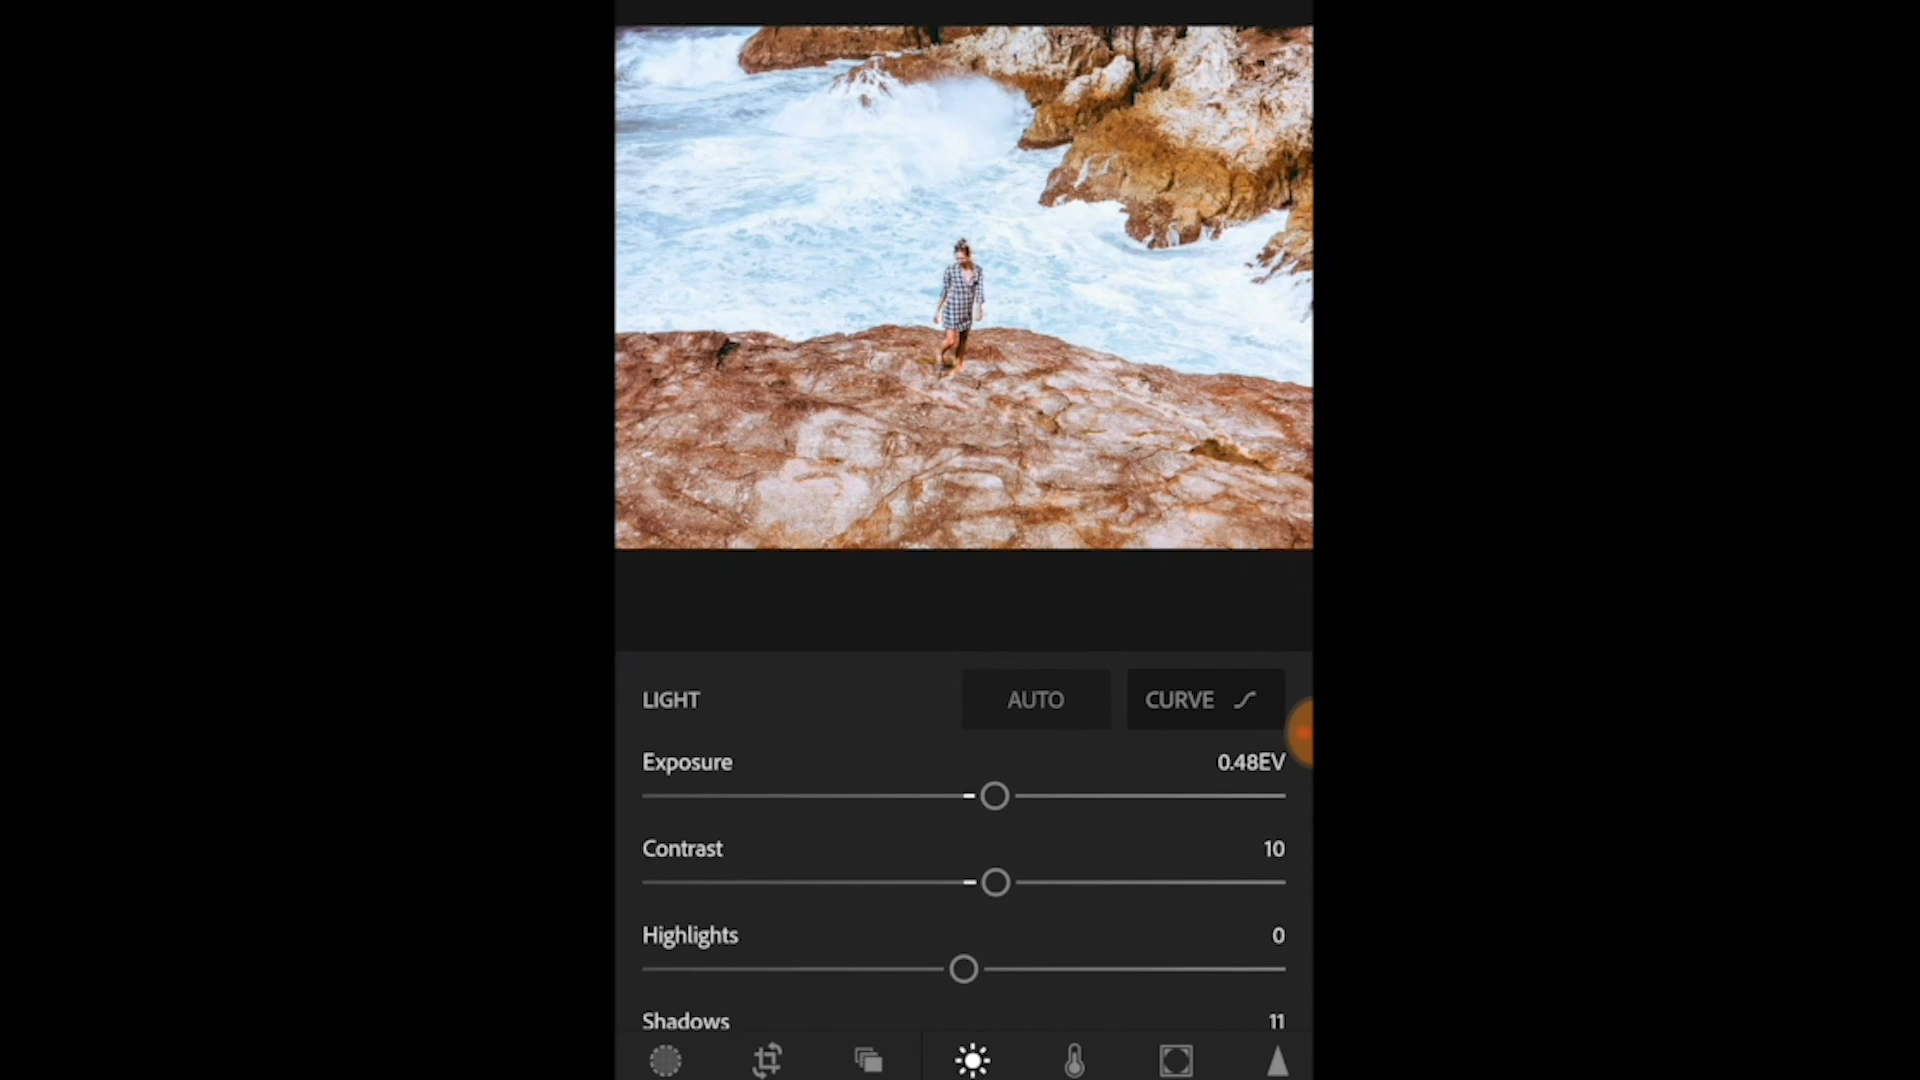 LIGHT AUTO CURVE
Exposure 0.48EV
Contrast 10
Highlights 0
Shadows 11